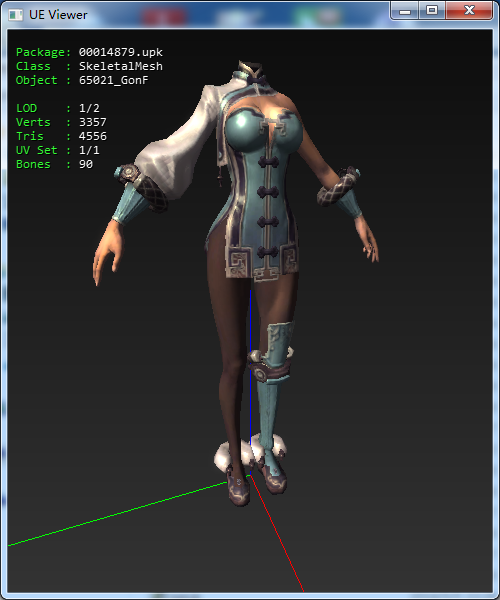 UE Viewer
Package: 00014879.upk
Class : SkeletalMesh
Object : 65021_GonF
LOD : 1/2
Verts : 3357
Tris : 4556
UV Set : 1/1
Bones : 90